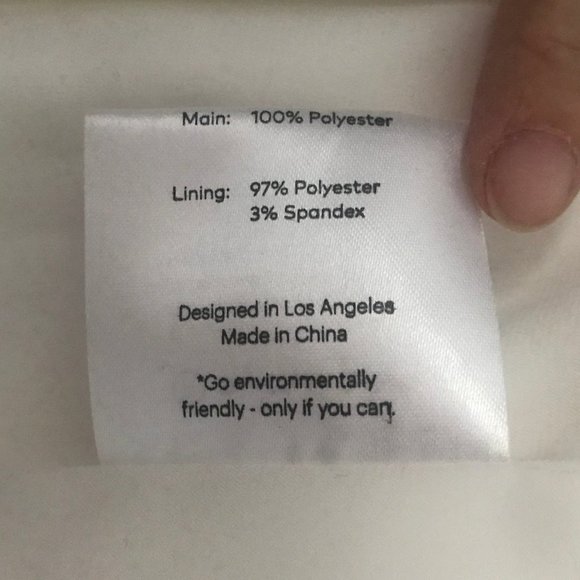 Main: 100% Polyester
Lining: 97% Polyester
3% Spandex
Designed in Los Angeles
Made in China
*Go environmentally
friendly - only if you can.